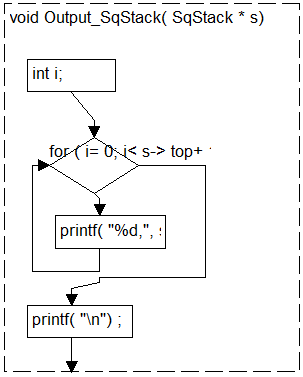 void Output_SqStack( SqStack * s)
int i;
for ( i= 0; i< s-> top+
printf( "%d,",
printf( "\n") ;